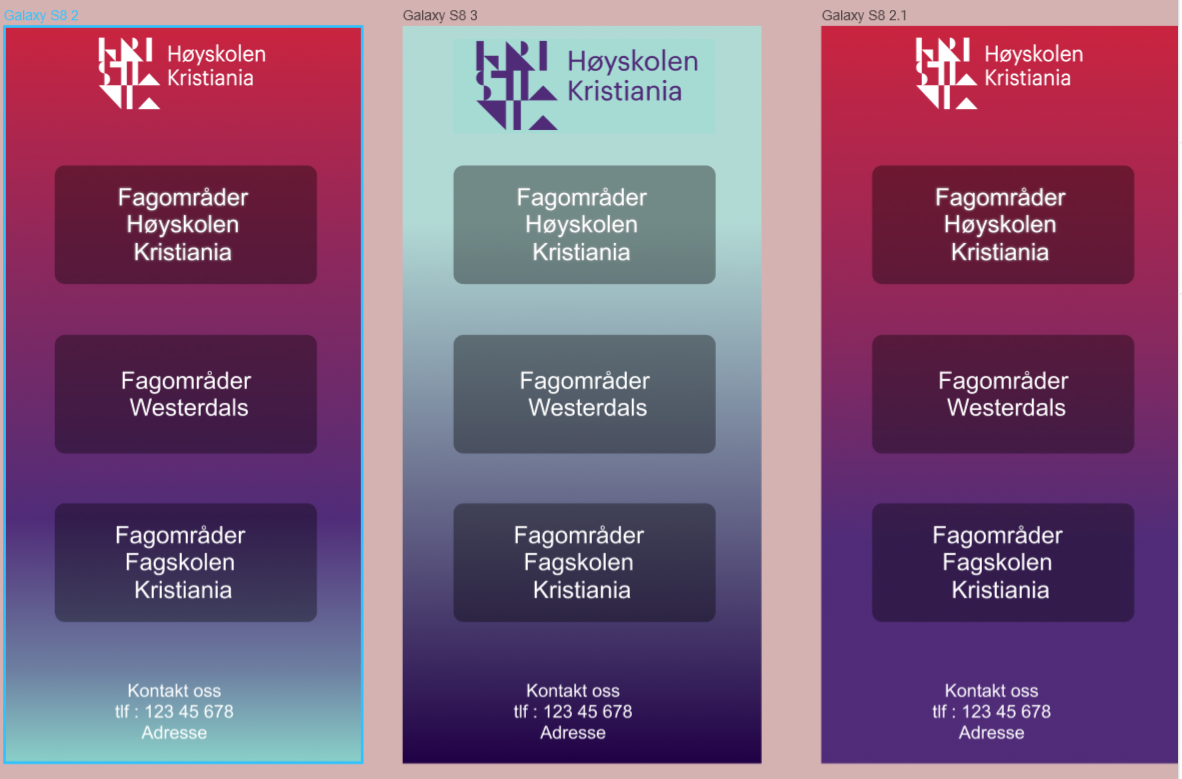 Galaxy S8 2
Høyskolen
Kristiania
Fagområder
Høyskolen
Kristiania
Fagområder
Westerdals
Fagområder
Fagskolen
Kristiania
Kontakt oss
tlf : 123 45 678
Adresse
Galaxy S8 3
Høyskolen
Kristiania
Fagområder
Høyskolen
Kristiania
Fagområder
Westerdals
Fagområder
Fagskolen
Kristiania
Kontakt oss
tlf : 123 45 678
Adresse
Galaxy S8 2.1
Høyskolen
Kristiania
Fagområder
Høyskolen
Kristiania
Fagområder
Westerdals
Fagområder
Fagskolen
Kristiania
Kontakt oss
tlf : 123 45 678
Adresse